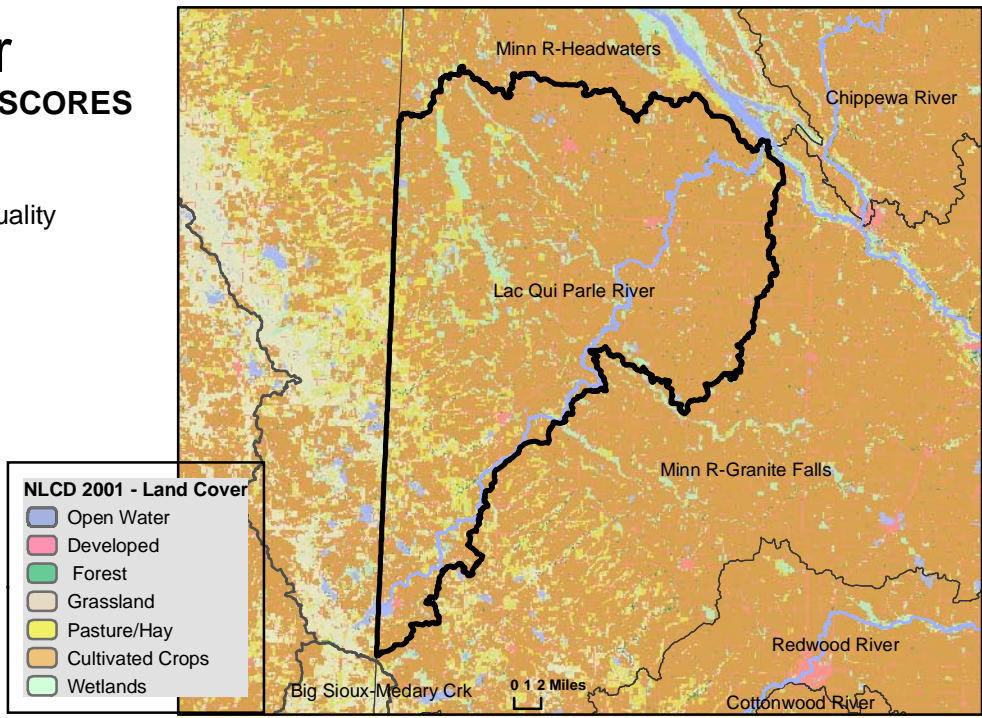 r
SCORES
uality
Minn R-Headwaters
Chippewa River
Lac Qui Parle River
Minn R-Granite Falls
NLCD 2001 - Land Cover
Open Water
Developed
Forest
Grassland
Pasture/Hay
Cultivated Crops
Wetlands
Redwood River
Big Sioux-Medary Crk
0 1 2 Miles
Cottonwood River